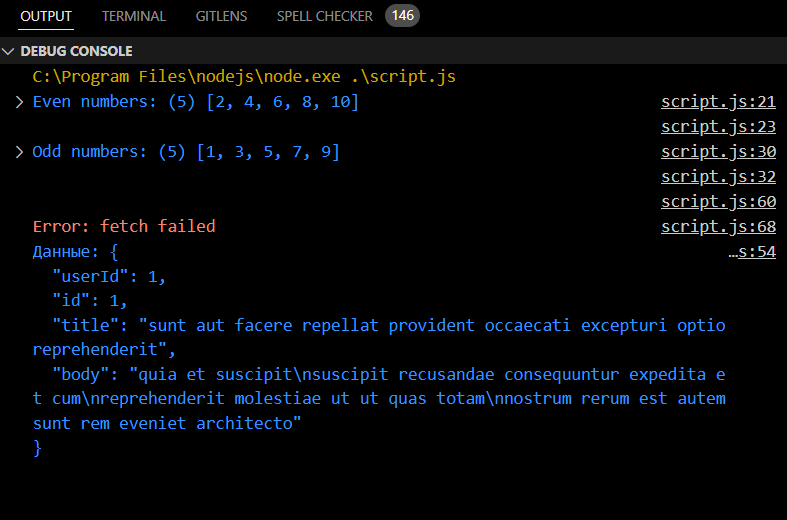 OUTPUT TERMINAL GITLENS SPELL CHECKER 146
DEBUG CONSOLE
C:\Program Files\nodejs\node.exe .\script.js
Even numbers: (5) [2, 4, 6, 8, 10] script.js:21
script.js:23
Odd numbers: (5) [1, 3, 5, 7, 9] script.js:30
script.js:32
script.js:60
Error: fetch failed script.js:68
Данные: { …s:54
"userId": 1,
"id": 1,
"title": "sunt aut facere repellat provident occaecati excepturi optio
reprehenderit",
"body": "quia et suscipit\nsuscipit recusandae consequuntur expedita e
t cum\nreprehenderit molestiae ut ut quas totam\nnostrum rerum est autem
sunt rem eveniet architecto"
}